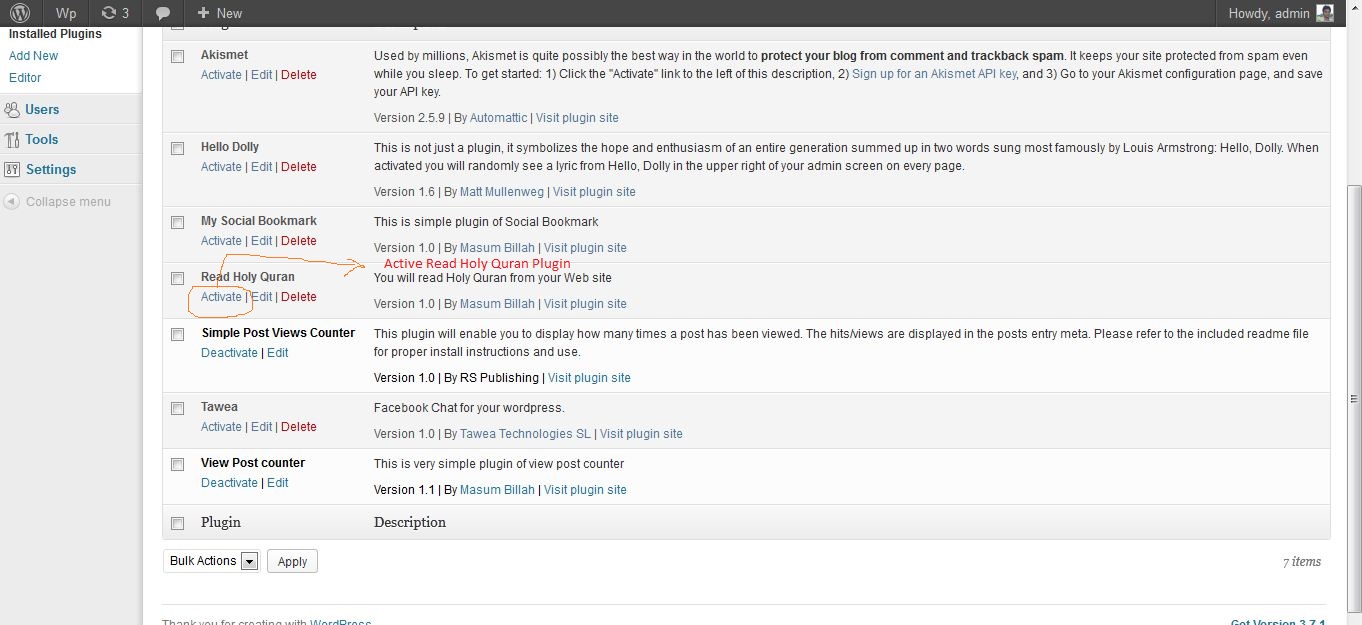 Wp 3 New Howdy, admin
Installed Plugins
Add New
Editor
Users
Tools
Settings
Collapse menu
Akismet
Activate | Edit | Delete
Used by millions, Akismet is quite possibly the best way in the world to protect your blog from comment and trackback spam. It keeps your site protected from spam even
while you sleep. To get started: 1) Click the "Activate" link to the left of this description, 2) Sign up for an Akismet API key, and 3) Go to your Akismet configuration page, and save
your API key.
Version 2.5.9 | By Automattic | Visit plugin site
Hello Dolly
Activate | Edit | Delete
This is not just a plugin, it symbolizes the hope and enthusiasm of an entire generation summed up in two words sung most famously by Louis Armstrong: Hello, Dolly. When
activated you will randomly see a lyric from Hello, Dolly in the upper right of your admin screen on every page.
Version 1.6 | By Matt Mullenweg | Visit plugin site
My Social Bookmark
Activate | Edit | Delete
This is simple plugin of Social Bookmark
Version 1.0 | By Masum Billah | Visit plugin site
Active Read Holy Quran Plugin
Read Holy Quran
Activate | Edit | Delete
You will read Holy Quran from your Web site
Version 1.0 | By Masum Billah | Visit plugin site
Simple Post Views Counter
Deactivate | Edit
This plugin will enable you to display how many times a post has been viewed. The hits/views are displayed in the posts entry meta. Please refer to the included readme file
for proper install instructions and use.
Version 1.0 | By RS Publishing | Visit plugin site
Tawea
Activate | Edit | Delete
Facebook Chat for your wordpress.
Version 1.0 | By Tawea Technologies SL | Visit plugin site
View Post counter
Deactivate | Edit
This is very simple plugin of view post counter
Version 1.1 | By Masum Billah | Visit plugin site
Plugin Description
Bulk Actions Apply 7 items
Thank you for creating with WordPress Get Version 3.7.1